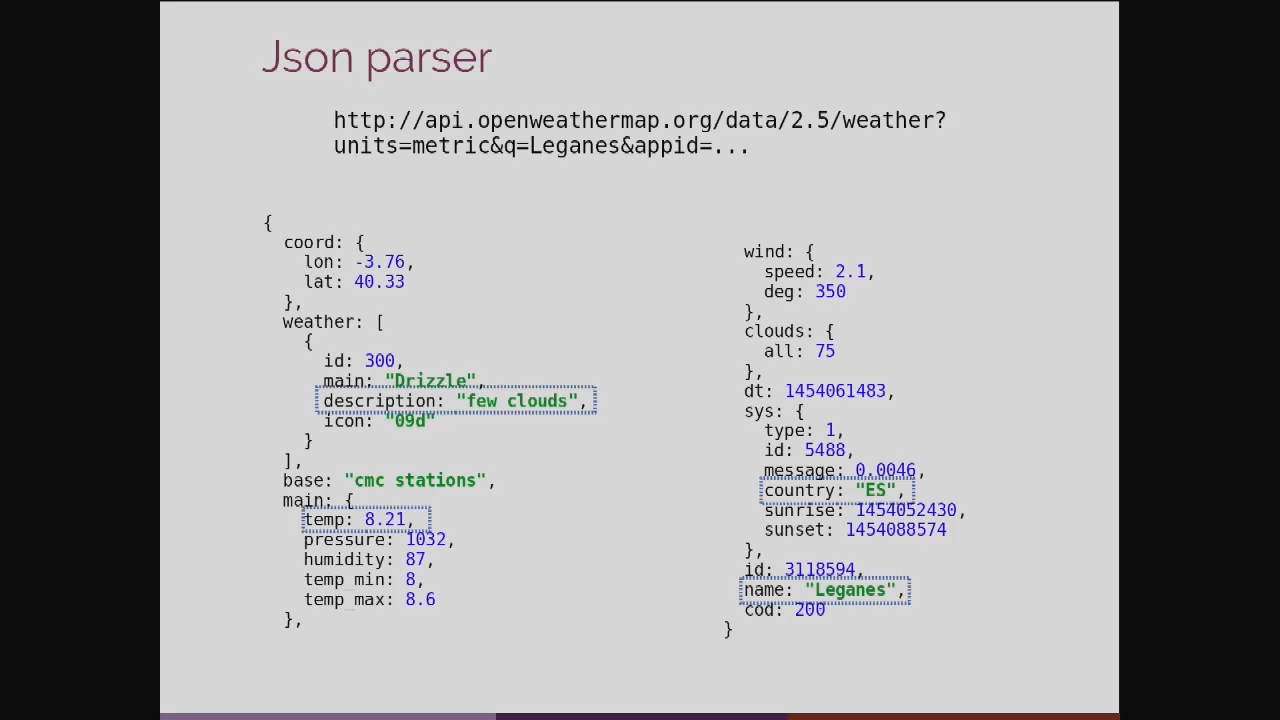 Json parser
http://api.openweathermap.org/data/2.5/weather?
units=metric&q=Leganes&appid=...
{
  coord: {
    lon: -3.76,
    lat: 40.33
  },
  weather: [
    {
      id: 300,
      main: "Drizzle",
      description: "few clouds",
      icon: "09d"
    }
  ],
  base: "cmc stations",
  main: {
    temp: 8.21,
    pressure: 1032,
    humidity: 87,
    temp_min: 8,
    temp_max: 8.6
  },
  wind: {
    speed: 2.1,
    deg: 350
  },
  clouds: {
    all: 75
  },
  dt: 1454061483,
  sys: {
    type: 1,
    id: 5488,
    message: 0.0046,
    country: "ES",
    sunrise: 1454052430,
    sunset: 1454088574
  },
  id: 3118594,
  name: "Leganes",
  cod: 200
}